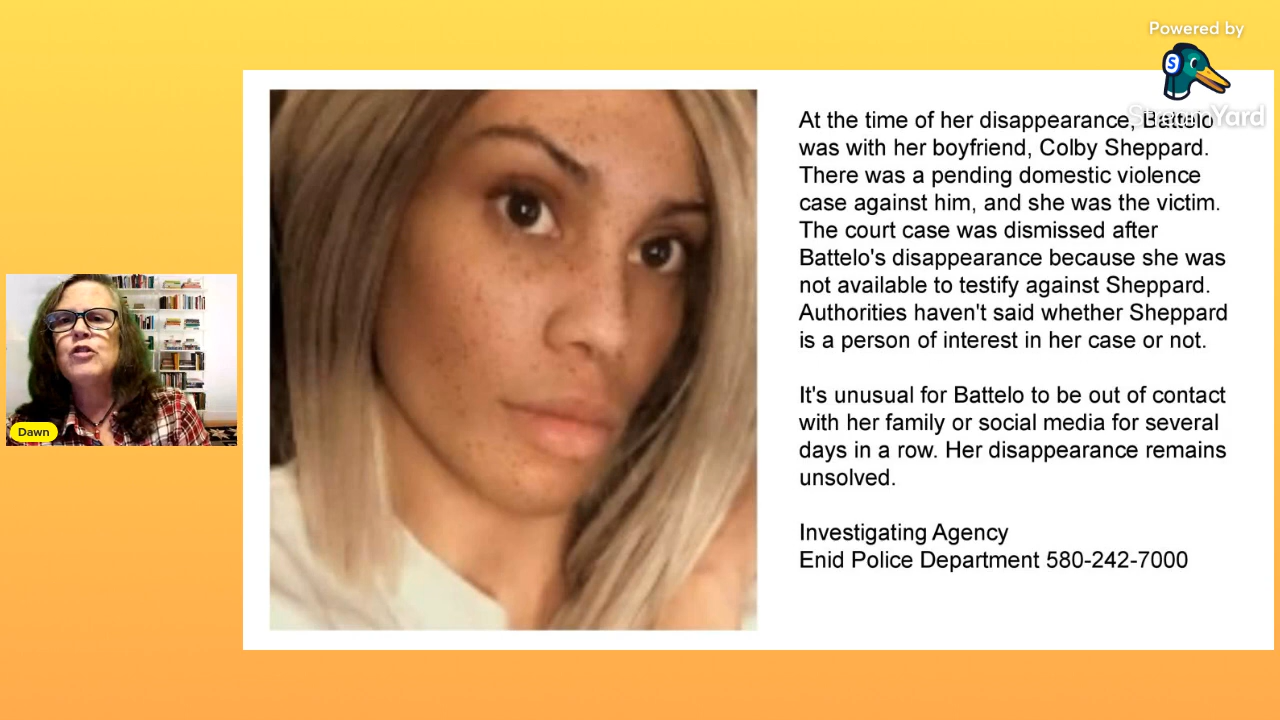 Powered by
S
StreamYard
At the time of her disappearance, Battelo
was with her boyfriend, Colby Sheppard.
There was a pending domestic violence
case against him, and she was the victim.
The court case was dismissed after
Battelo's disappearance because she was
not available to testify against Sheppard.
Authorities haven't said whether Sheppard
is a person of interest in her case or not.
It's unusual for Battelo to be out of contact
with her family or social media for several
days in a row. Her disappearance remains
unsolved.
Investigating Agency
Enid Police Department 580-242-7000
Dawn